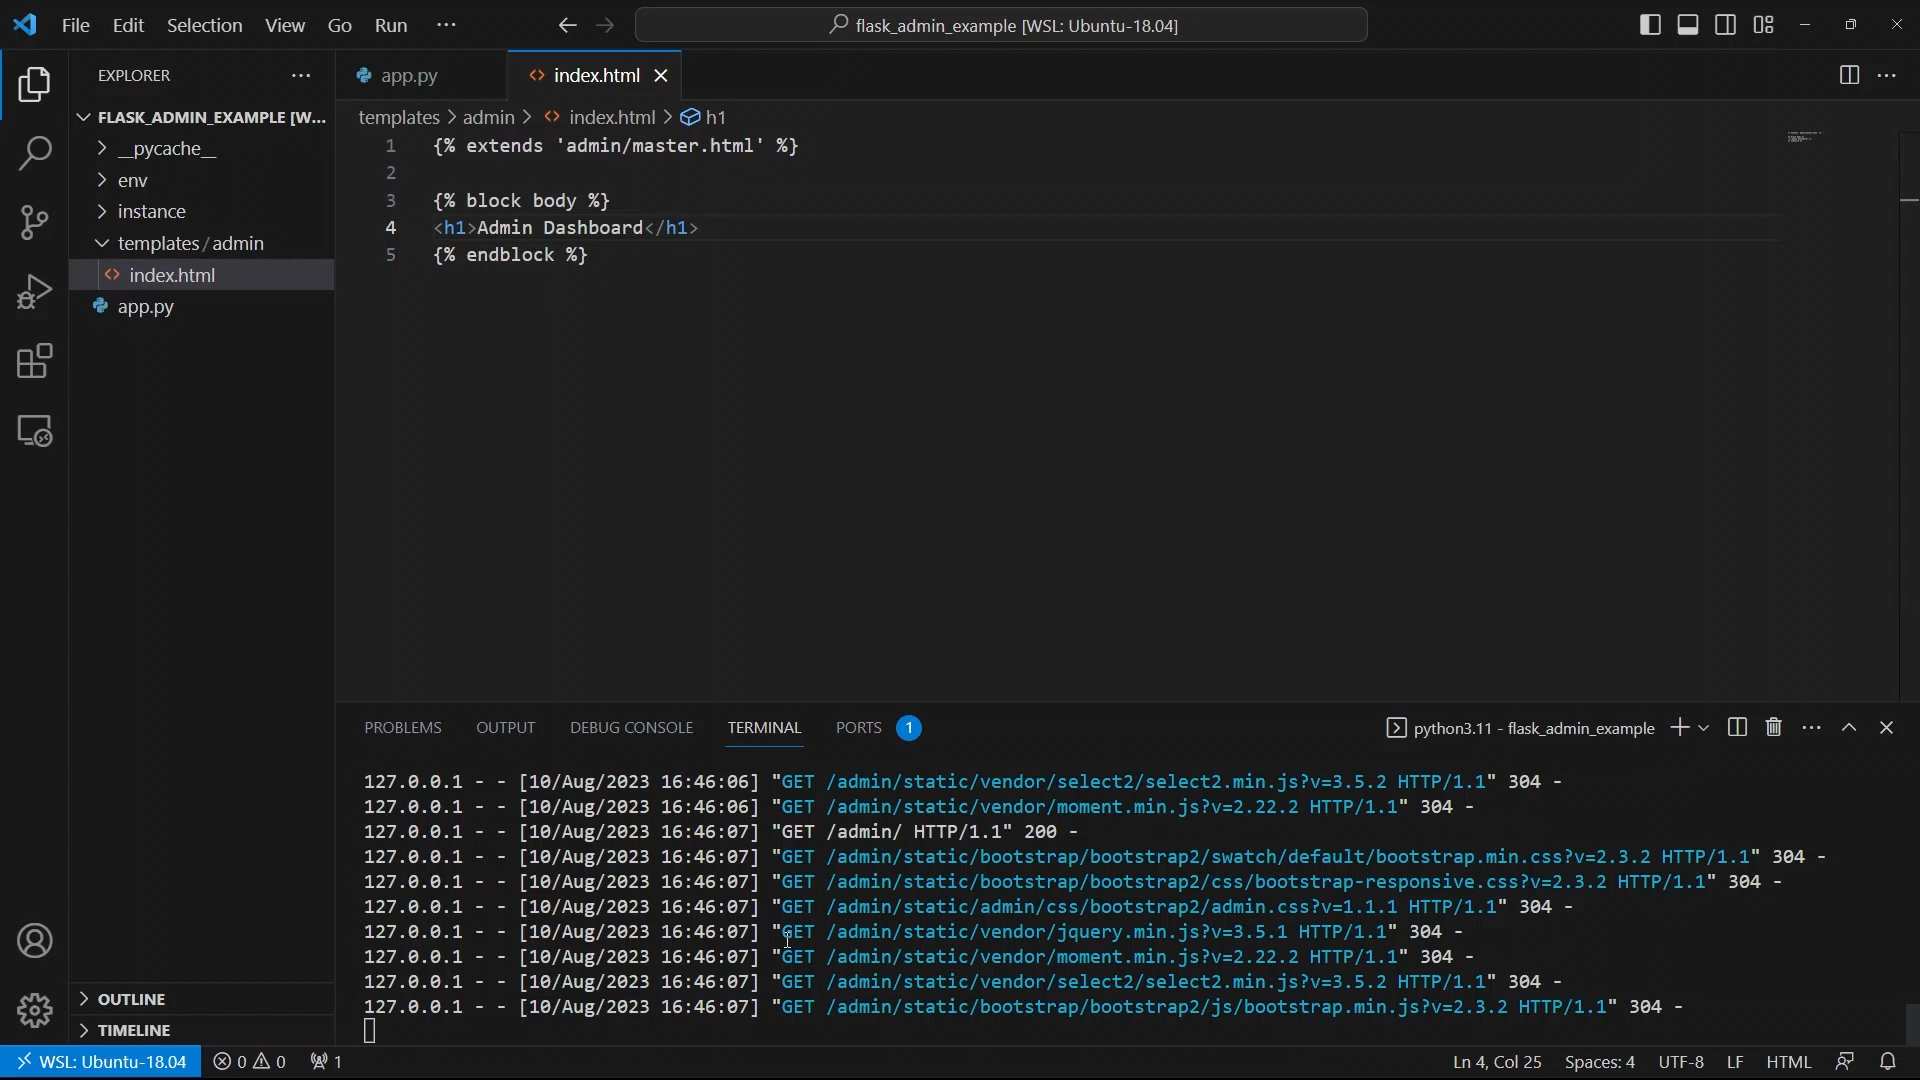 File Edit Selection View Go Run ··· flask_admin_example [WSL: Ubuntu-18.04]
EXPLORER ···
app.py index.html
FLASK_ADMIN_EXAMPLE [W...
__pycache__
env
instance
templates/admin
index.html
app.py
templates > admin > index.html > h1
1 {% extends 'admin/master.html' %}
2
3 {% block body %}
4 <h1>Admin Dashboard</h1>
5 {% endblock %}
PROBLEMS OUTPUT DEBUG CONSOLE TERMINAL PORTS 1 python3.11 - flask_admin_example
127.0.0.1 - - [10/Aug/2023 16:46:06] "GET /admin/static/vendor/select2/select2.min.js?v=3.5.2 HTTP/1.1" 304 -
127.0.0.1 - - [10/Aug/2023 16:46:06] "GET /admin/static/vendor/moment.min.js?v=2.22.2 HTTP/1.1" 304 -
127.0.0.1 - - [10/Aug/2023 16:46:07] "GET /admin/ HTTP/1.1" 200 -
127.0.0.1 - - [10/Aug/2023 16:46:07] "GET /admin/static/bootstrap/bootstrap2/swatch/default/bootstrap.min.css?v=2.3.2 HTTP/1.1" 304 -
127.0.0.1 - - [10/Aug/2023 16:46:07] "GET /admin/static/bootstrap/bootstrap2/css/bootstrap-responsive.css?v=2.3.2 HTTP/1.1" 304 -
127.0.0.1 - - [10/Aug/2023 16:46:07] "GET /admin/static/admin/css/bootstrap2/admin.css?v=1.1.1 HTTP/1.1" 304 -
127.0.0.1 - - [10/Aug/2023 16:46:07] "GET /admin/static/vendor/jquery.min.js?v=3.5.1 HTTP/1.1" 304 -
127.0.0.1 - - [10/Aug/2023 16:46:07] "GET /admin/static/vendor/moment.min.js?v=2.22.2 HTTP/1.1" 304 -
127.0.0.1 - - [10/Aug/2023 16:46:07] "GET /admin/static/vendor/select2/select2.min.js?v=3.5.2 HTTP/1.1" 304 -
127.0.0.1 - - [10/Aug/2023 16:46:07] "GET /admin/static/bootstrap/bootstrap2/js/bootstrap.min.js?v=2.3.2 HTTP/1.1" 304 -
OUTLINE
TIMELINE
WSL: Ubuntu-18.04 0 0 1 Ln 4, Col 25 Spaces: 4 UTF-8 LF HTML